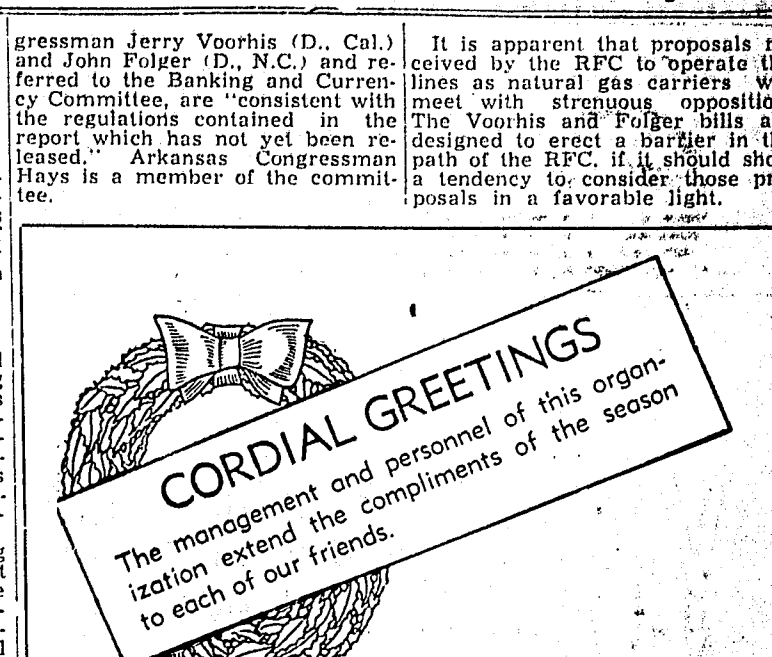 gressman Jerry Voorhis (D., Cal.)
and John Folger (D., N.C.) and re-
ferred to the Banking and Curren-
cy Committee, are "consistent with
the regulations contained in the
report which has not yet been re-
leased." Arkansas Congressman
Hays is a member of the commit-
tee.
It is apparent that proposals
ceived by the RFC to operate
lines as natural gas carriers
meet with strenuous
The Voorhis and Folger bills
designed to erect a barrier in
path of the RFC. if it should
a tendency to consider those
posals in a favorable light.
CORDIAL GREETINGS
The management and personnel of this organ-
ization extend the compliments of the season
to each of our friends.